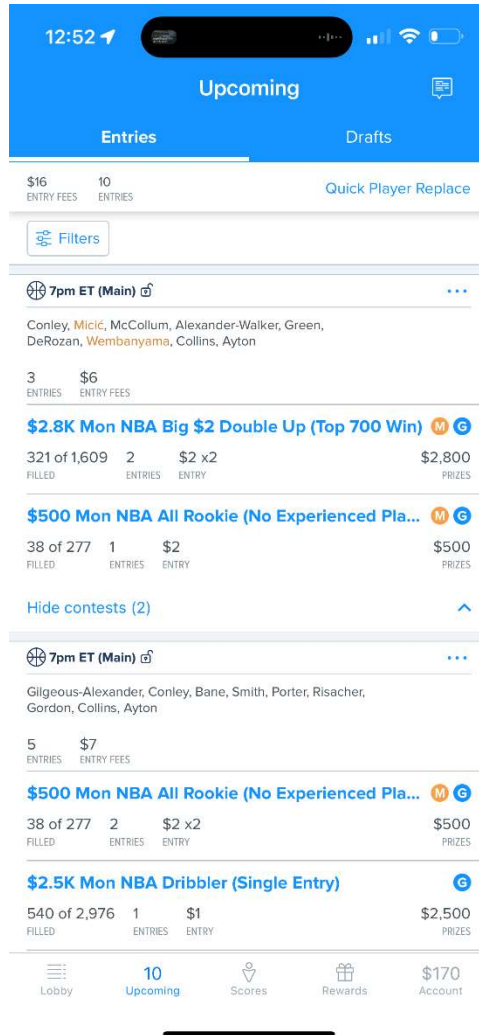 12:52
Upcoming
Entries Drafts
$16 10 Quick Player Replace
ENTRY FEES ENTRIES
Filters
7pm ET (Main)
Conley, Micić, McCollum, Alexander-Walker, Green,
DeRozan, Wembanyama, Collins, Ayton
3 $6
ENTRIES ENTRY FEES
$2.8K Mon NBA Big $2 Double Up (Top 700 Win) M G
321 of 1,609 2 $2 x2 $2,800
FILLED ENTRIES ENTRY PRIZES
$500 Mon NBA All Rookie (No Experienced Pla... M G
38 of 277 1 $2 $500
FILLED ENTRIES ENTRY PRIZES
Hide contests (2)
7pm ET (Main)
Gilgeous-Alexander, Conley, Bane, Smith, Porter, Risacher,
Gordon, Collins, Ayton
5 $7
ENTRIES ENTRY FEES
$500 Mon NBA All Rookie (No Experienced Pla... M G
38 of 277 2 $2 x2 $500
FILLED ENTRIES ENTRY PRIZES
$2.5K Mon NBA Dribbler (Single Entry) G
540 of 2,976 1 $1 $2,500
FILLED ENTRIES ENTRY PRIZES
10 $170
Lobby Upcoming Scores Rewards Account